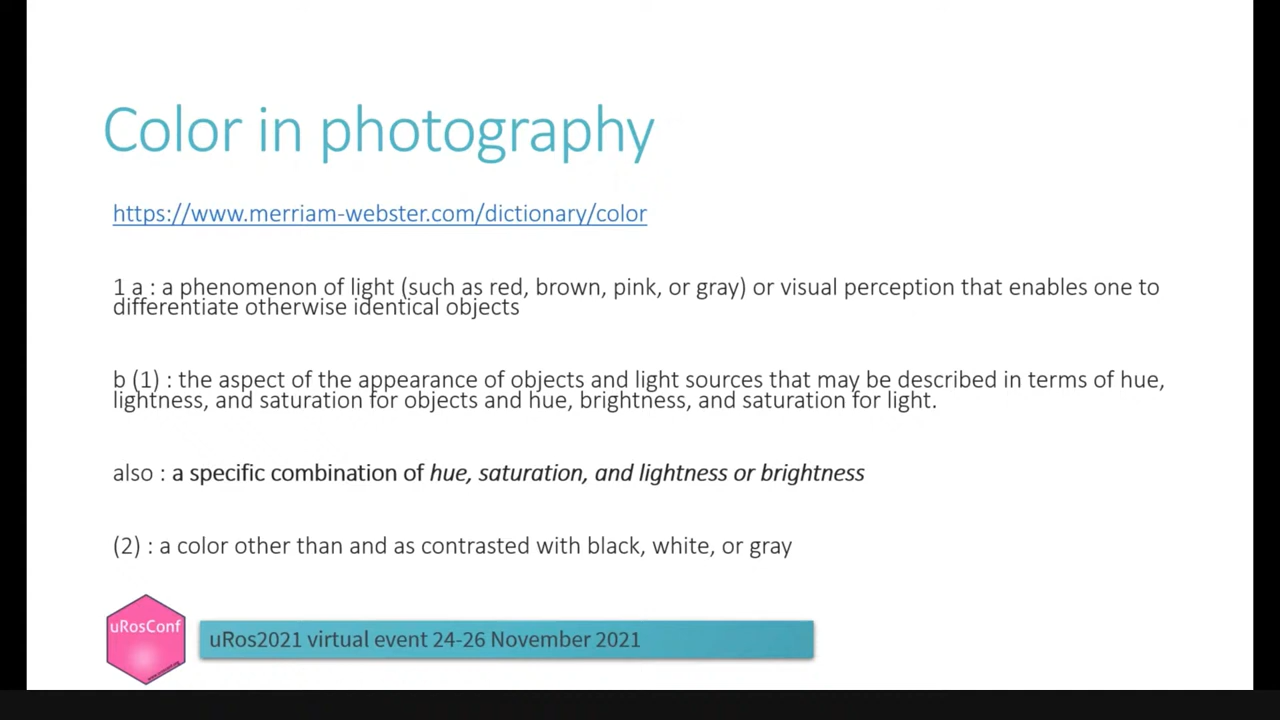 Color in photography
https://www.merriam-webster.com/dictionary/color
1 a : a phenomenon of light (such as red, brown, pink, or gray) or visual perception that enables one to
differentiate otherwise identical objects
b (1) : the aspect of the appearance of objects and light sources that may be described in terms of hue,
lightness, and saturation for objects and hue, brightness, and saturation for light.
also : a specific combination of hue, saturation, and lightness or brightness
(2) : a color other than and as contrasted with black, white, or gray
uRosConf
uRos2021 virtual event 24-26 November 2021